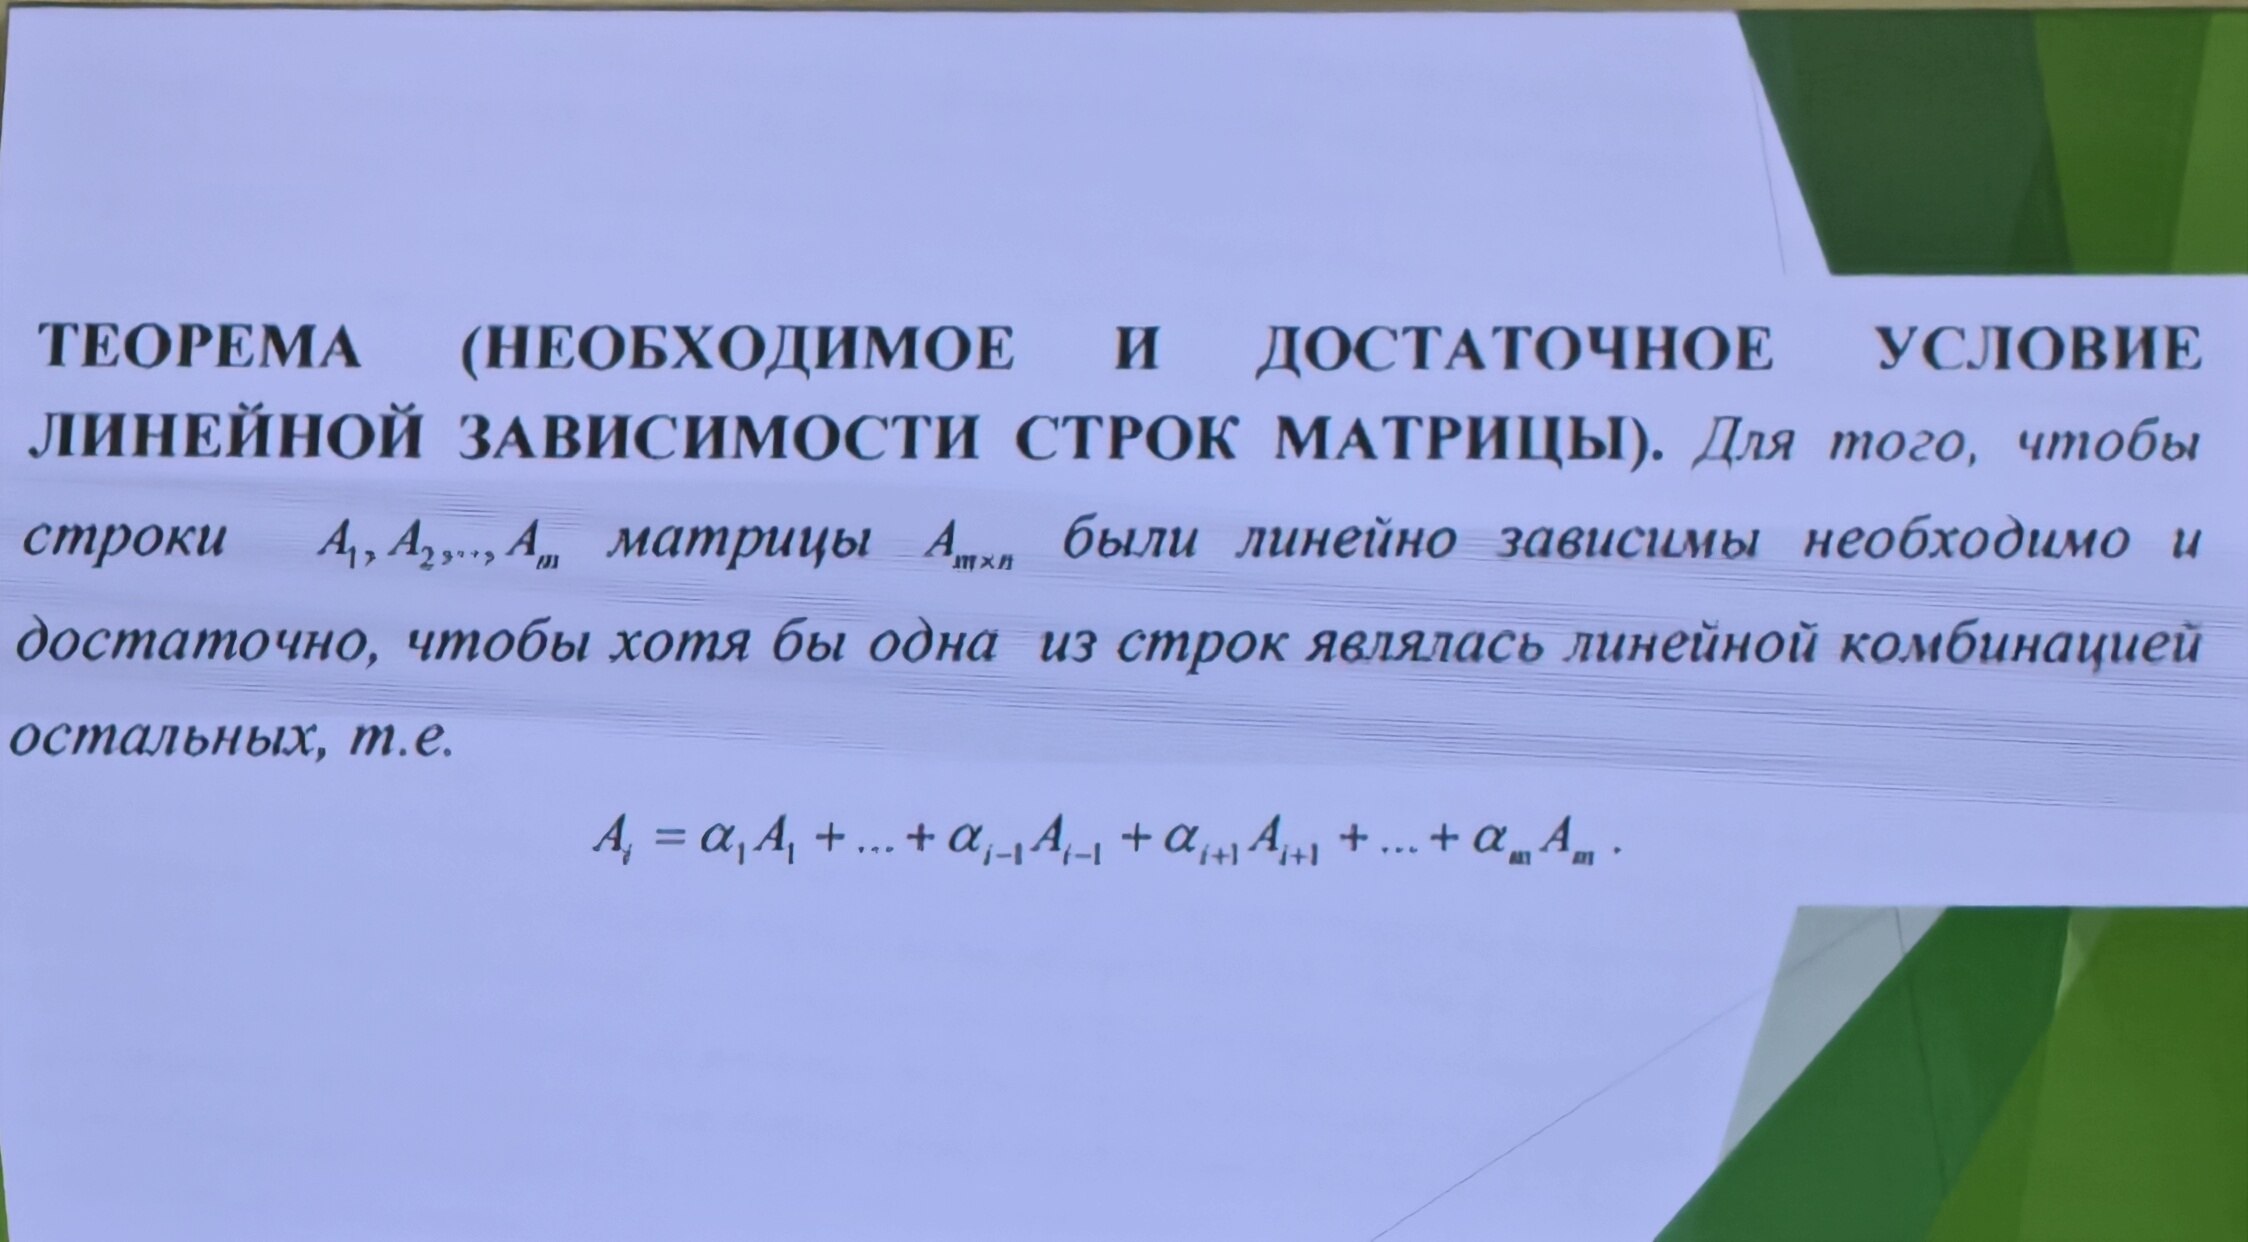 ТЕОРЕМА (НЕОБХОДИМОЕ И ДОСТАТОЧНОЕ УСЛОВИЕ
ЛИНЕЙНОЙ ЗАВИСИМОСТИ СТРОК МАТРИЦЫ). Для того, чтобы
строки A₁, A₂,..., Aₘ матрицы Aₘ×ₙ были линейно зависимы необходимо и
достаточно, чтобы хотя бы одна из строк являлась линейной комбинацией
остальных, т.е.
Aᵢ = α₁A₁ + ... + αᵢ₋₁Aᵢ₋₁ + αᵢ₊₁Aᵢ₊₁ + ... + αₘAₘ .